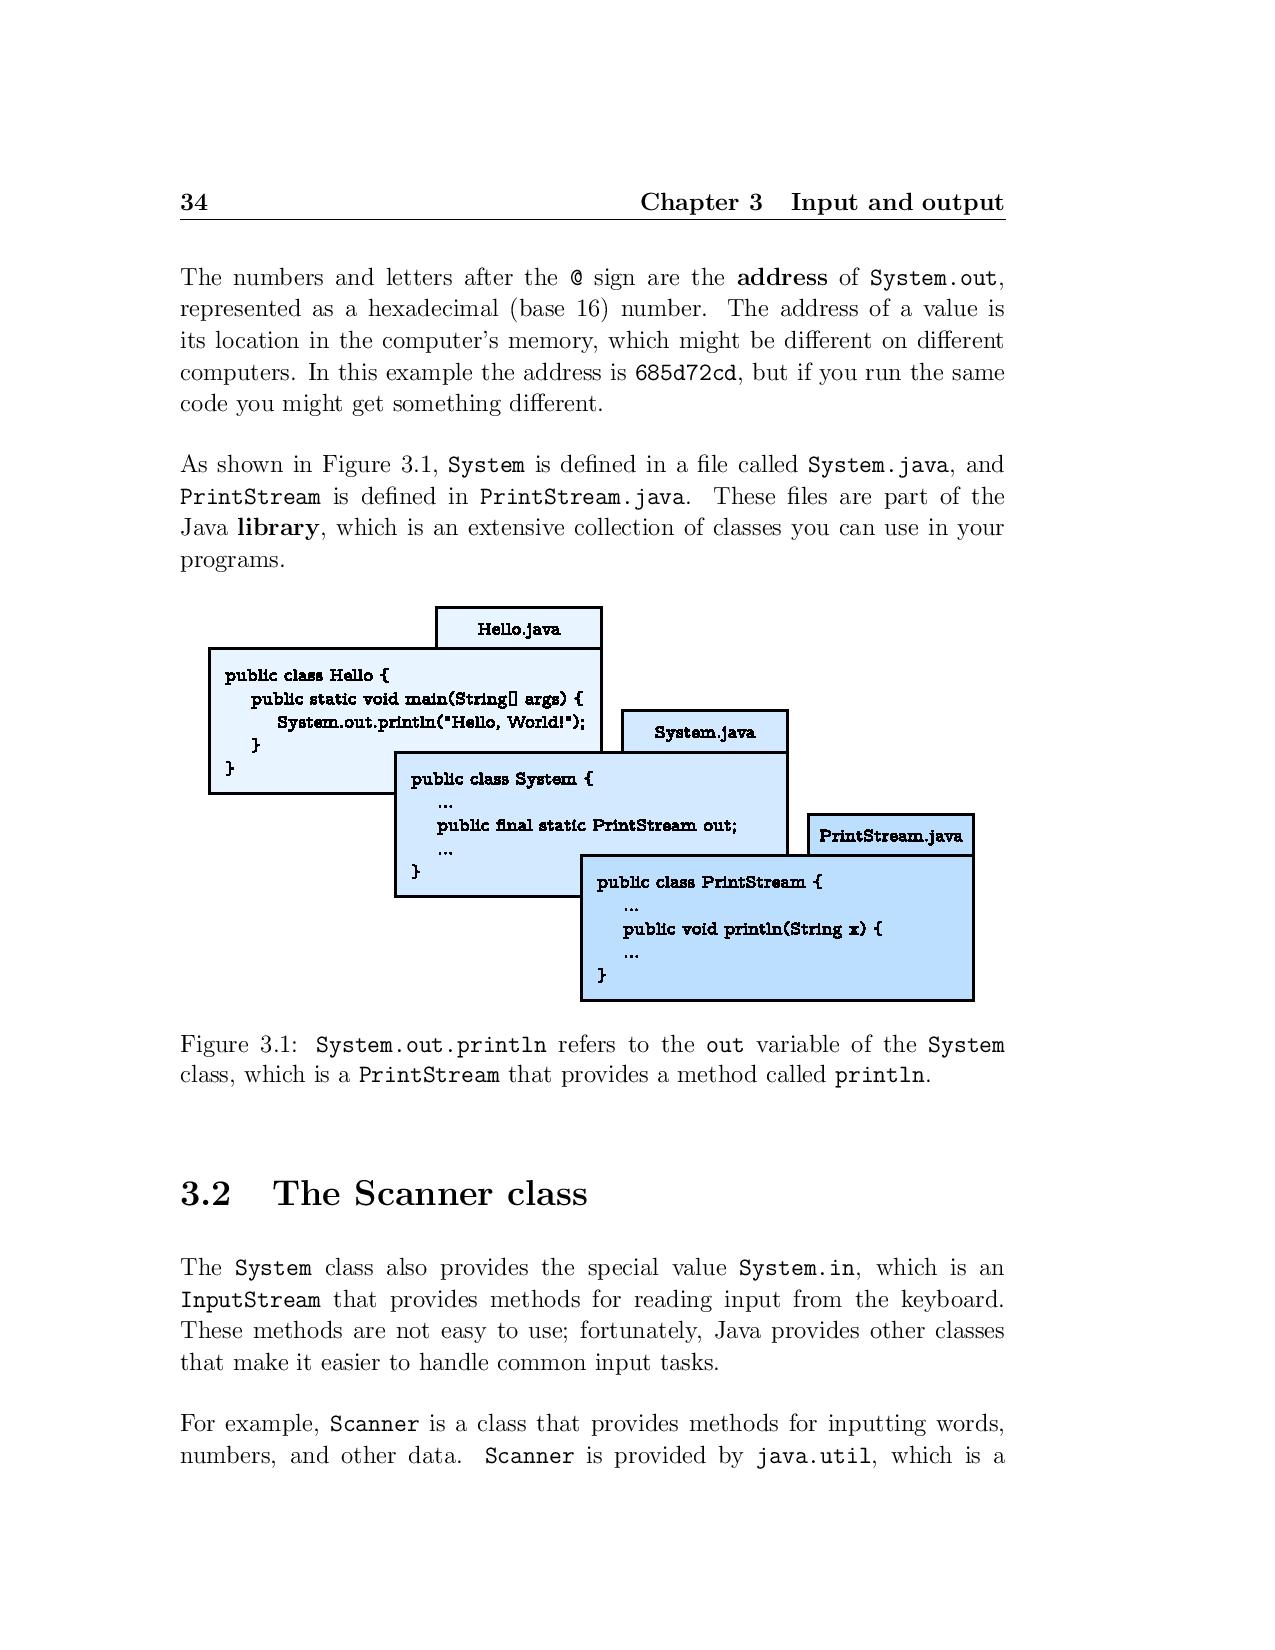 34 Chapter 3 Input and output
The numbers and letters after the @ sign are the address of System.out,
represented as a hexadecimal (base 16) number. The address of a value is
its location in the computer's memory, which might be different on different
computers. In this example the address is 685d72cd, but if you run the same
code you might get something different.
As shown in Figure 3.1, System is defined in a file called System.java, and
PrintStream is defined in PrintStream.java. These files are part of the
Java library, which is an extensive collection of classes you can use in your
programs.
Hello.java
public class Hello {
public static void main(String[] args) {
System.out.println("Hello, World!");
}
}
System.java
public class System {
...
public final static PrintStream out;
...
}
PrintStream.java
public class PrintStream {
...
public void println(String x) {
...
}
Figure 3.1: System.out.println refers to the out variable of the System
class, which is a PrintStream that provides a method called println.
3.2 The Scanner class
The System class also provides the special value System.in, which is an
InputStream that provides methods for reading input from the keyboard.
These methods are not easy to use; fortunately, Java provides other classes
that make it easier to handle common input tasks.
For example, Scanner is a class that provides methods for inputting words,
numbers, and other data. Scanner is provided by java.util, which is a